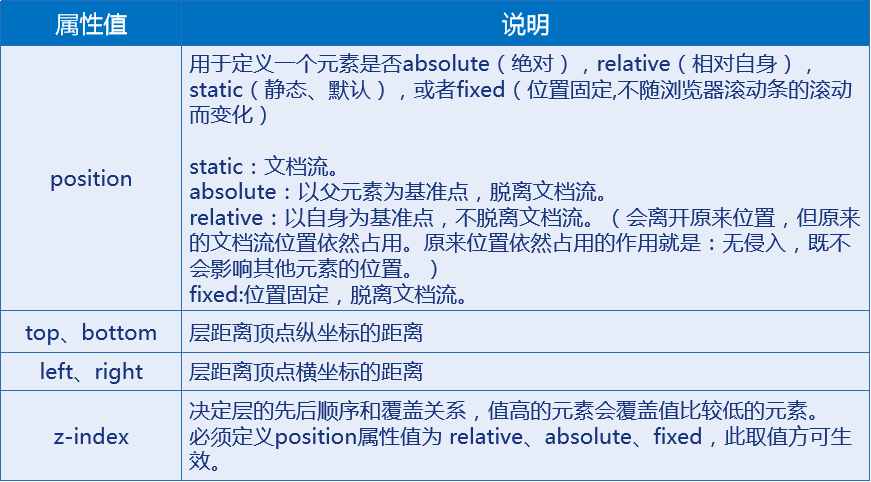 属性值 说明
position
用于定义一个元素是否absolute（绝对），relative（相对自身），
static（静态、默认），或者fixed（位置固定,不随浏览器滚动条的滚动
而变化）
static：文档流。
absolute：以父元素为基准点，脱离文档流。
relative：以自身为基准点，不脱离文档流。（会离开原来位置，但原来
的文档流位置依然占用。原来位置依然占用的作用就是：无侵入，既不
会影响其他元素的位置。）
fixed:位置固定，脱离文档流。
top、bottom 层距离顶点纵坐标的距离
left、right 层距离顶点横坐标的距离
z-index
决定层的先后顺序和覆盖关系，值高的元素会覆盖值比较低的元素。
必须定义position属性值为 relative、absolute、fixed，此取值方可生
效。